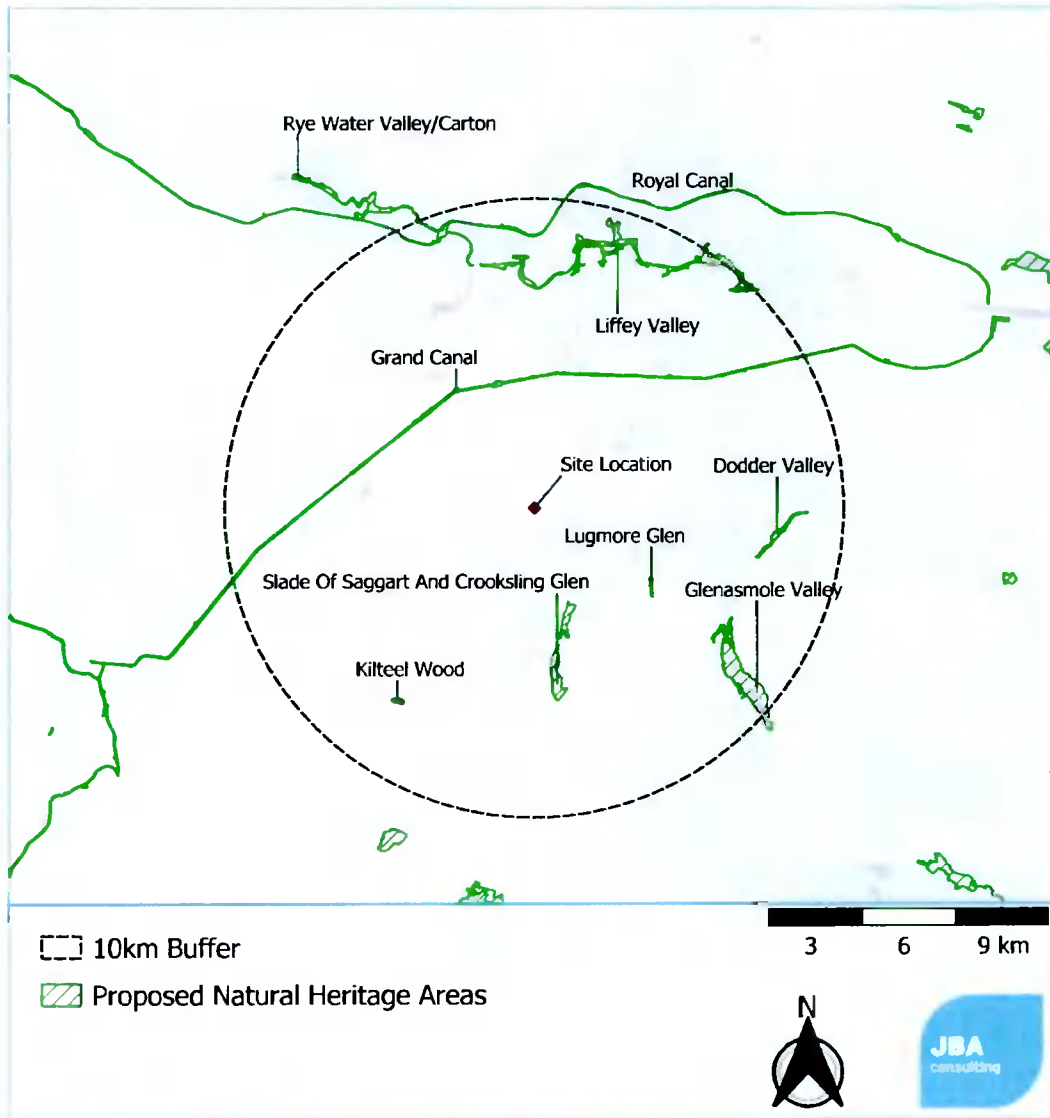 Rye Water Valley/Carton
Royal Canal
Liffey Valley
Grand Canal
Site Location
Dodder Valley
Lugmore Glen
Slade Of Saggart And Crooksling Glen
Glenasmole Valley
Kilteel Wood
10km Buffer
3 6 9 km
Proposed Natural Heritage Areas
N
JBA
consulting